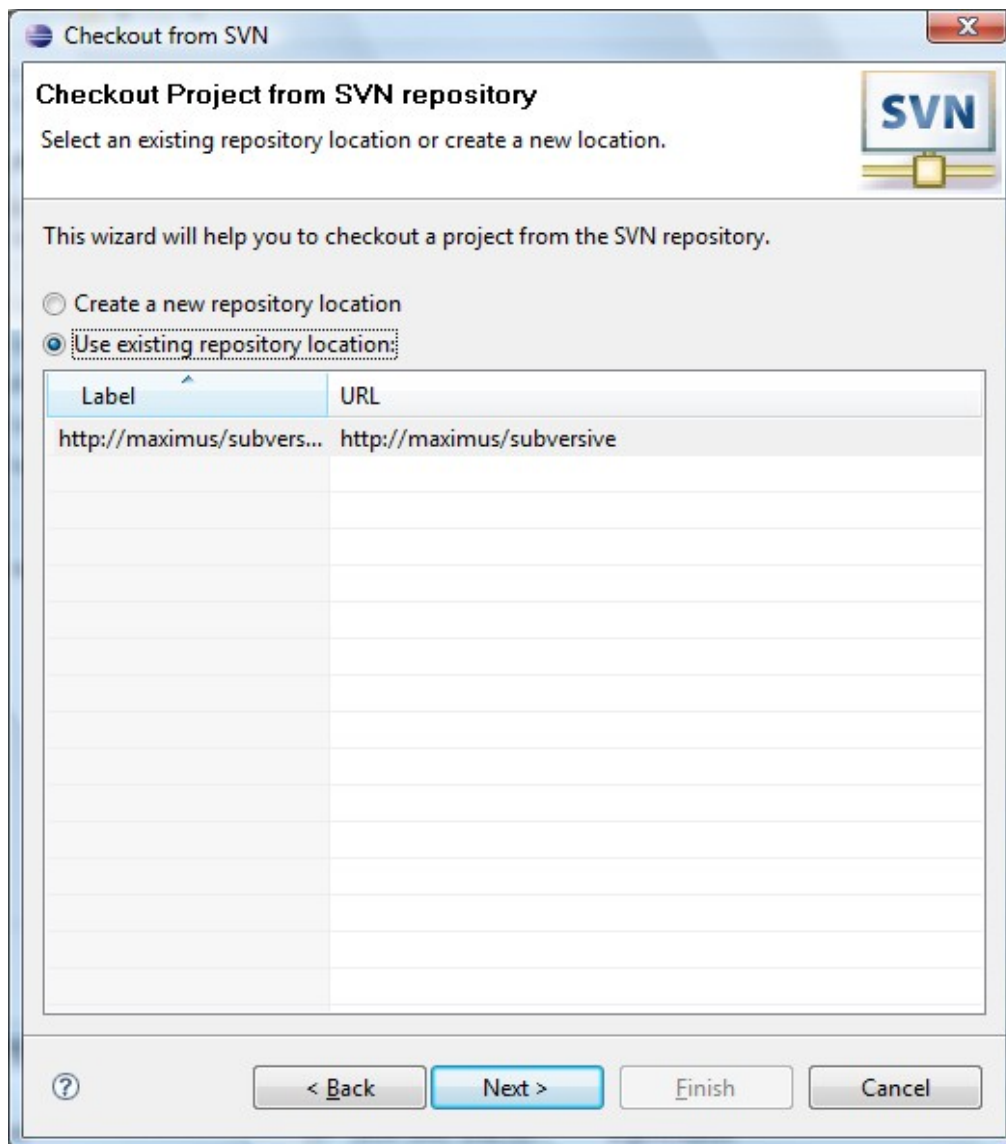 Checkout from SVN
Checkout Project from SVN repository
Select an existing repository location or create a new location.
SVN
This wizard will help you to checkout a project from the SVN repository.
Create a new repository location
Use existing repository location:
Label URL
http://maximus/subvers... http://maximus/subversive
? < Back Next > Finish Cancel